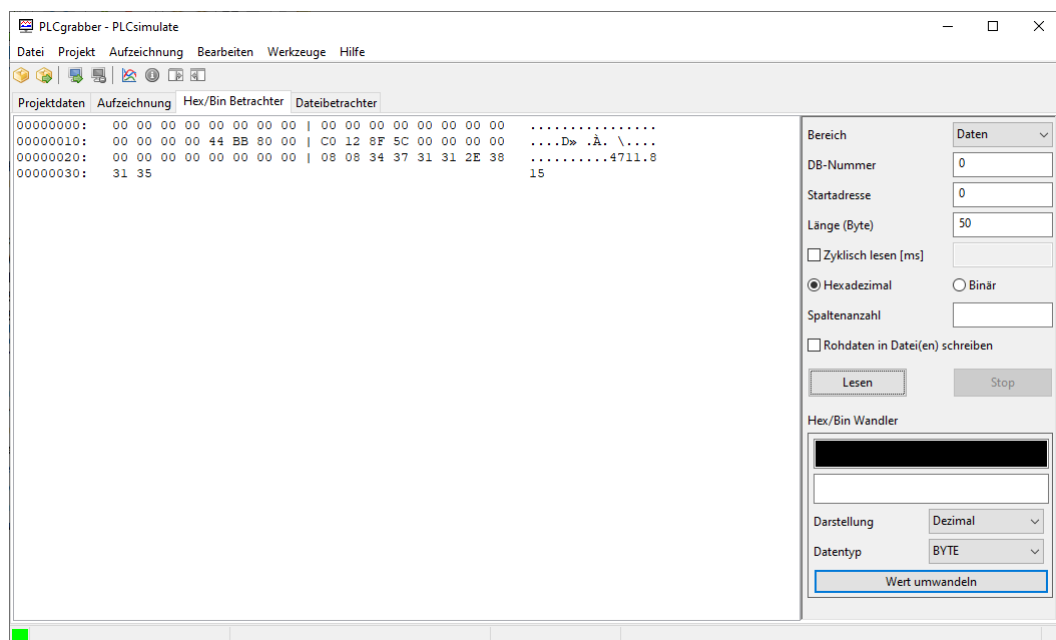 PLCgrabber - PLCsimulate
Datei Projekt Aufzeichnung Bearbeiten Werkzeuge Hilfe
Projektdaten Aufzeichnung Hex/Bin Betrachter Dateibetrachter
00000000: 00 00 00 00 00 00 00 00 | 00 00 00 00 00 00 00 00 ................
00000010: 00 00 00 00 44 BB 80 00 | C0 12 8F 5C 00 00 00 00 ....D» .À. \....
00000020: 00 00 00 00 00 00 00 00 | 08 08 34 37 31 31 2E 38 ..........4711.8
00000030: 31 35 15
Bereich Daten
DB-Nummer 0
Startadresse 0
Länge (Byte) 50
Zyklisch lesen [ms]
Hexadezimal Binär
Spaltenanzahl
Rohdaten in Datei(en) schreiben
Lesen Stop
Hex/Bin Wandler
Darstellung Dezimal
Datentyp BYTE
Wert umwandeln